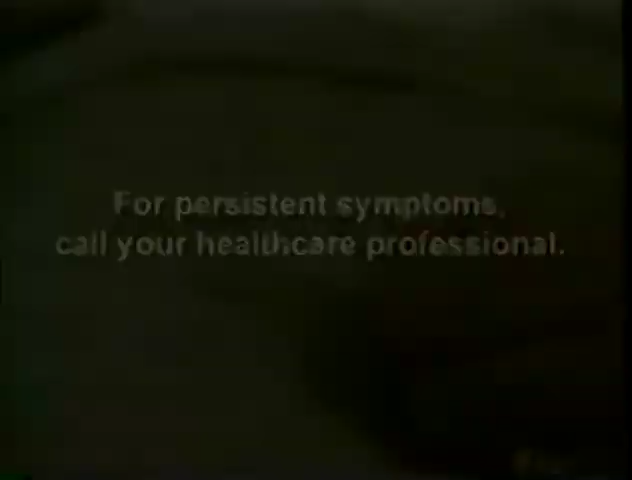 For persistent symptoms,
call your healthcare professional.